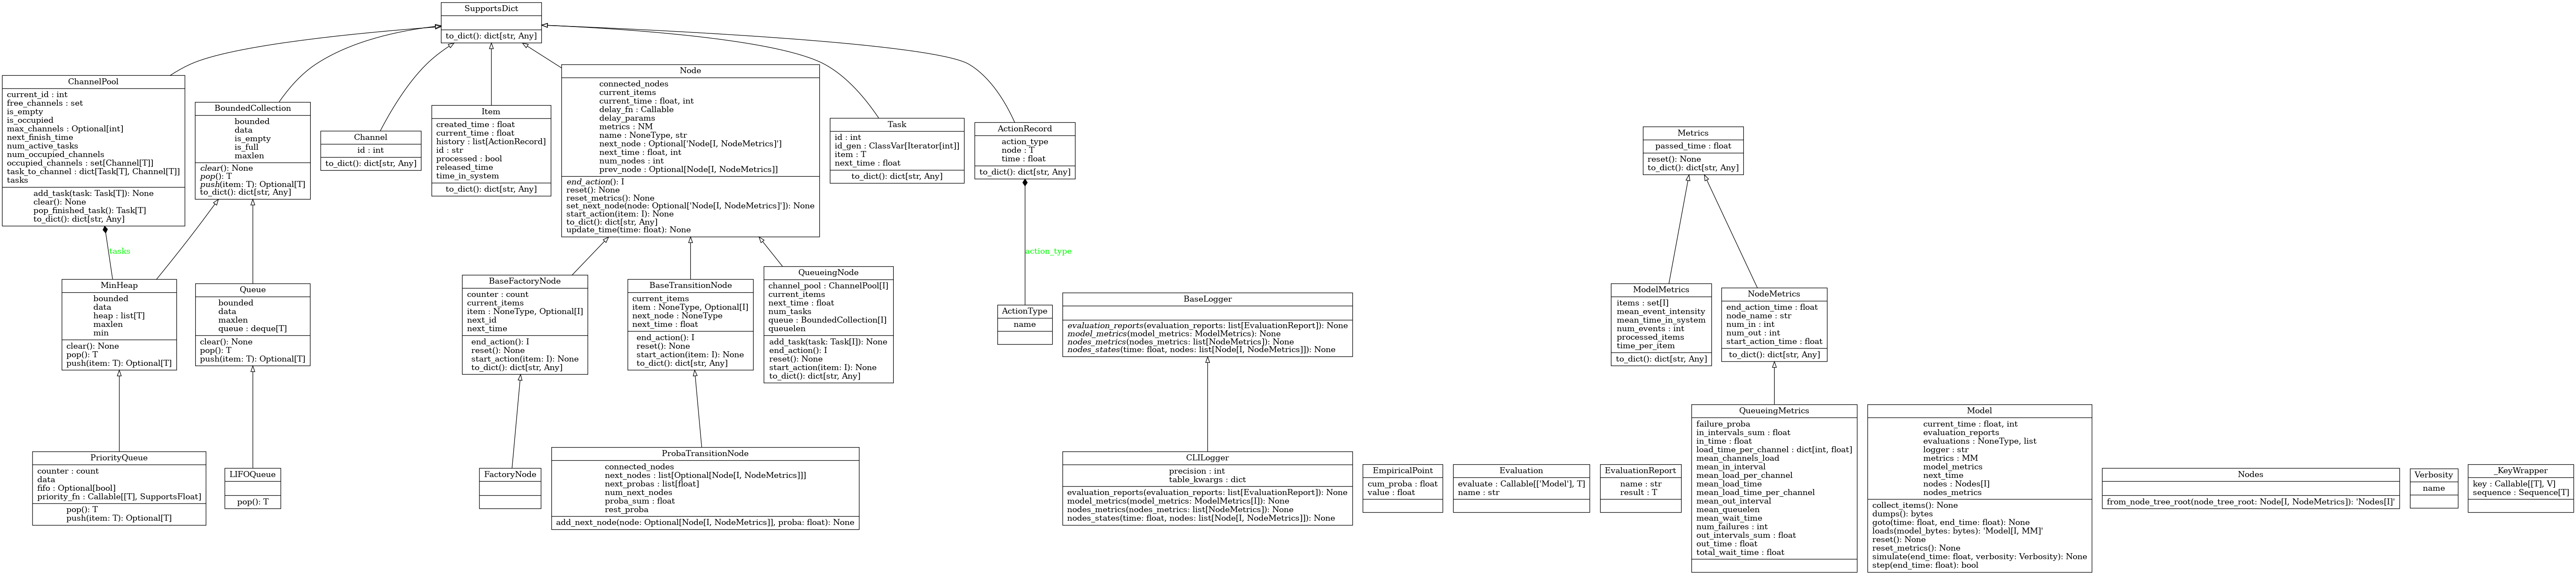 SupportsDict
to_dict(): dict[str, Any]
ChannelPool
current_id : int
free_channels : set
is_empty
is_occupied
max_channels : Optional[int]
next_finish_time
num_active_tasks
num_occupied_channels
occupied_channels : set[Channel[T]]
task_to_channel : dict[Task[T], Channel[T]]
tasks
add_task(task: Task[T]): None
clear(): None
pop_finished_task(): Task[T]
to_dict(): dict[str, Any]
BoundedCollection
bounded
data
is_empty
is_full
maxlen
clear(): None
pop(): T
push(item: T): Optional[T]
to_dict(): dict[str, Any]
Channel
id : int
to_dict(): dict[str, Any]
Item
created_time : float
current_time : float
history : list[ActionRecord]
id : str
processed : bool
released_time
time_in_system
to_dict(): dict[str, Any]
Node
connected_nodes
current_items
current_time : float, int
delay_fn : Callable
delay_params
metrics : NM
name : NoneType, str
next_node : Optional['Node[I, NodeMetrics]']
next_time : float, int
num_nodes : int
prev_node : Optional[Node[I, NodeMetrics]]
end_action(): I
reset(): None
reset_metrics(): None
set_next_node(node: Optional['Node[I, NodeMetrics]']): None
start_action(item: I): None
to_dict(): dict[str, Any]
update_time(time: float): None
Task
id : int
id_gen : ClassVar[Iterator[int]]
item : T
next_time : float
to_dict(): dict[str, Any]
ActionRecord
action_type
node : T
time : float
to_dict(): dict[str, Any]
Metrics
passed_time : float
reset(): None
to_dict(): dict[str, Any]
tasks
action_type
MinHeap
bounded
data
heap : list[T]
maxlen
min
clear(): None
pop(): T
push(item: T): Optional[T]
Queue
bounded
data
maxlen
queue : deque[T]
clear(): None
pop(): T
push(item: T): Optional[T]
BaseFactoryNode
counter : count
current_items
item : NoneType, Optional[I]
next_id
next_time
end_action(): I
reset(): None
start_action(item: I): None
to_dict(): dict[str, Any]
BaseTransitionNode
current_items
item : NoneType, Optional[I]
next_node : NoneType
next_time : float
end_action(): I
reset(): None
start_action(item: I): None
to_dict(): dict[str, Any]
QueueingNode
channel_pool : ChannelPool[I]
current_items
next_time : float
num_tasks
queue : BoundedCollection[I]
queuelen
add_task(task: Task[I]): None
end_action(): I
reset(): None
start_action(item: I): None
to_dict(): dict[str, Any]
ActionType
name
BaseLogger
evaluation_reports(evaluation_reports: list[EvaluationReport]): None
model_metrics(model_metrics: ModelMetrics): None
nodes_metrics(nodes_metrics: list[NodeMetrics]): None
nodes_states(time: float, nodes: list[Node[I, NodeMetrics]]): None
ModelMetrics
items : set[I]
mean_event_intensity
mean_time_in_system
num_events : int
processed_items
time_per_item
to_dict(): dict[str, Any]
NodeMetrics
end_action_time : float
node_name : str
num_in : int
num_out : int
start_action_time : float
to_dict(): dict[str, Any]
PriorityQueue
counter : count
data
fifo : Optional[bool]
priority_fn : Callable[[T], SupportsFloat]
pop(): T
push(item: T): Optional[T]
LIFOQueue
pop(): T
FactoryNode
ProbaTransitionNode
connected_nodes
next_nodes : list[Optional[Node[I, NodeMetrics]]]
next_probas : list[float]
num_next_nodes
proba_sum : float
rest_proba
add_next_node(node: Optional[Node[I, NodeMetrics]], proba: float): None
CLILogger
precision : int
table_kwargs : dict
evaluation_reports(evaluation_reports: list[EvaluationReport]): None
model_metrics(model_metrics: ModelMetrics[I]): None
nodes_metrics(nodes_metrics: list[NodeMetrics]): None
nodes_states(time: float, nodes: list[Node[I, NodeMetrics]]): None
EmpiricalPoint
cum_proba : float
value : float
Evaluation
evaluate : Callable[['Model'], T]
name : str
EvaluationReport
name : str
result : T
QueueingMetrics
failure_proba
in_intervals_sum : float
in_time : float
load_time_per_channel : dict[int, float]
mean_channels_load
mean_in_interval
mean_load_per_channel
mean_load_time
mean_load_time_per_channel
mean_out_interval
mean_queuelen
mean_wait_time
num_failures : int
out_intervals_sum : float
out_time : float
total_wait_time : float
Model
current_time : float, int
evaluation_reports
evaluations : NoneType, list
logger : str
metrics : MM
model_metrics
next_time
nodes : Nodes[I]
nodes_metrics
collect_items(): None
dumps(): bytes
goto(time: float, end_time: float): None
loads(model_bytes: bytes): 'Model[I, MM]'
reset(): None
reset_metrics(): None
simulate(end_time: float, verbosity: Verbosity): None
step(end_time: float): bool
Nodes
from_node_tree_root(node_tree_root: Node[I, NodeMetrics]): 'Nodes[I]'
Verbosity
name
_KeyWrapper
key : Callable[[T], V]
sequence : Sequence[T]